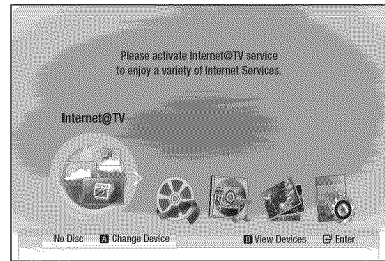 Please activate Internet@TV service
to enjoy a variety of Internet Services.
Internet@TV
No Disc A Change Device D View Devices Enter